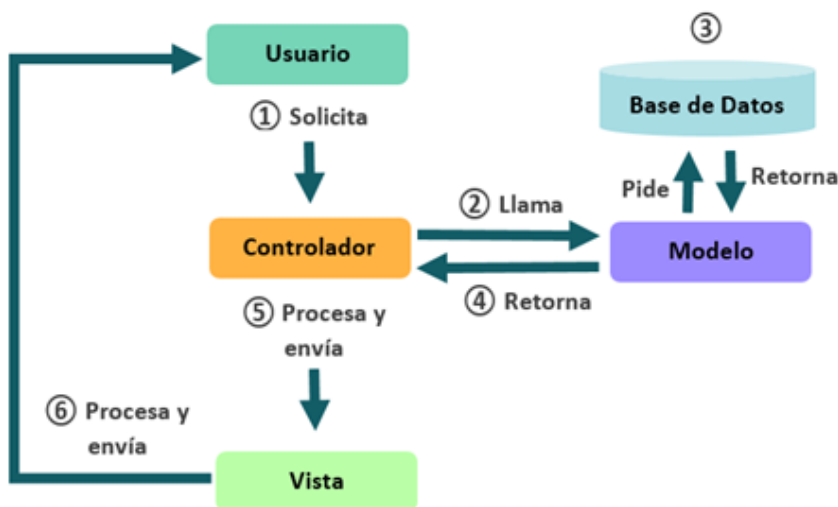 ③
Usuario
Base de Datos
① Solicita
Pide
Retorna
② Llama
Controlador
Modelo
④ Retorna
⑤ Procesa y
envía
⑥ Procesa y
envía
Vista